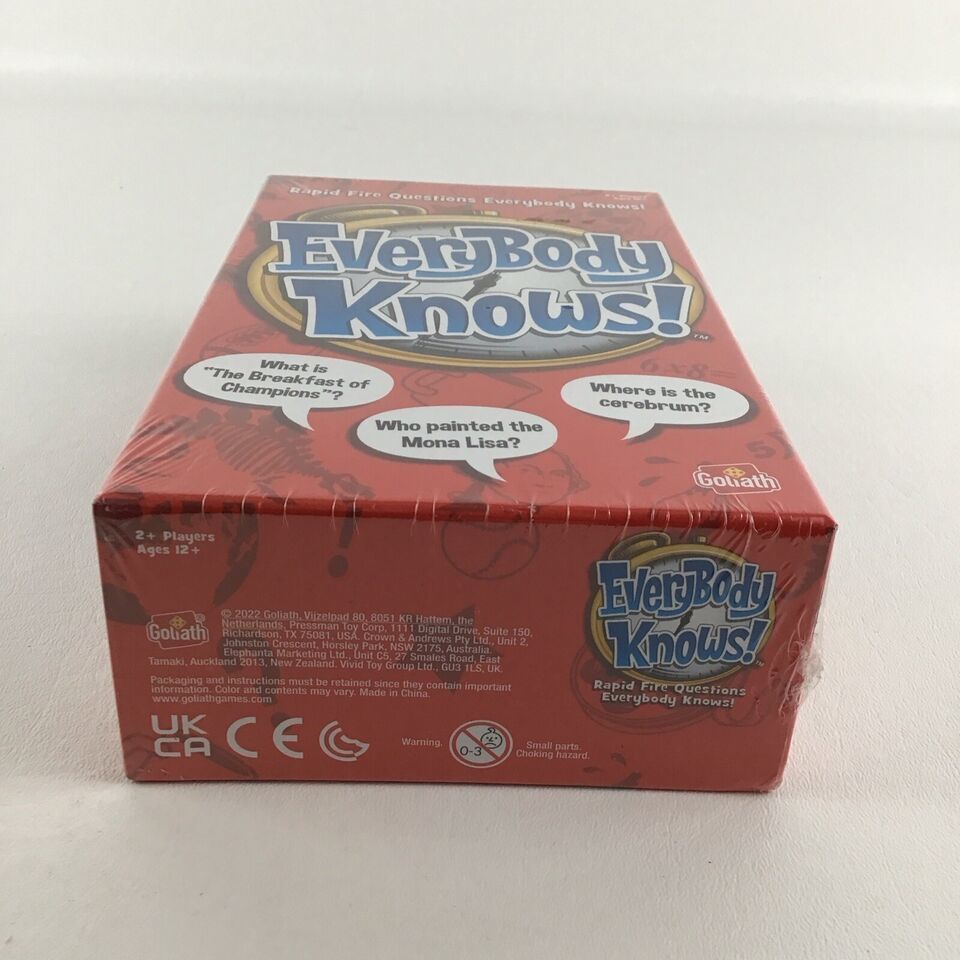 Rapid Fire Questions Everybody Knows!
EveryBody
Knows!™
What is
"The Breakfast of
Champions"?
Who painted the
Mona Lisa?
Where is the
cerebrum?
6x8=
5)
Goliath
2+ Players
Ages 12+
Goliath®
© 2022 Goliath, Vijzelpad 80, 8051 KR Hattem, the
Netherlands. Pressman Toy Corp, 1111 Digital Drive, Suite 150,
Richardson, TX 75081, USA. Crown & Andrews Pty Ltd., Unit 2,
Johnston Crescent, Horsley Park, NSW 2175, Australia.
Elephanta Marketing Ltd., Unit C5, 27 Smales Road, East
Tamaki, Auckland 2013, New Zealand. Vivid Toy Group Ltd., GU3 1LS, UK.
Packaging and instructions must be retained since they contain important
information. Color and contents may vary. Made in China.
www.goliathgames.com
UK
CA
CE
Warning.
0-3
Small parts.
Choking hazard.
EveryBody
Knows!™
Rapid Fire Questions
Everybody Knows!